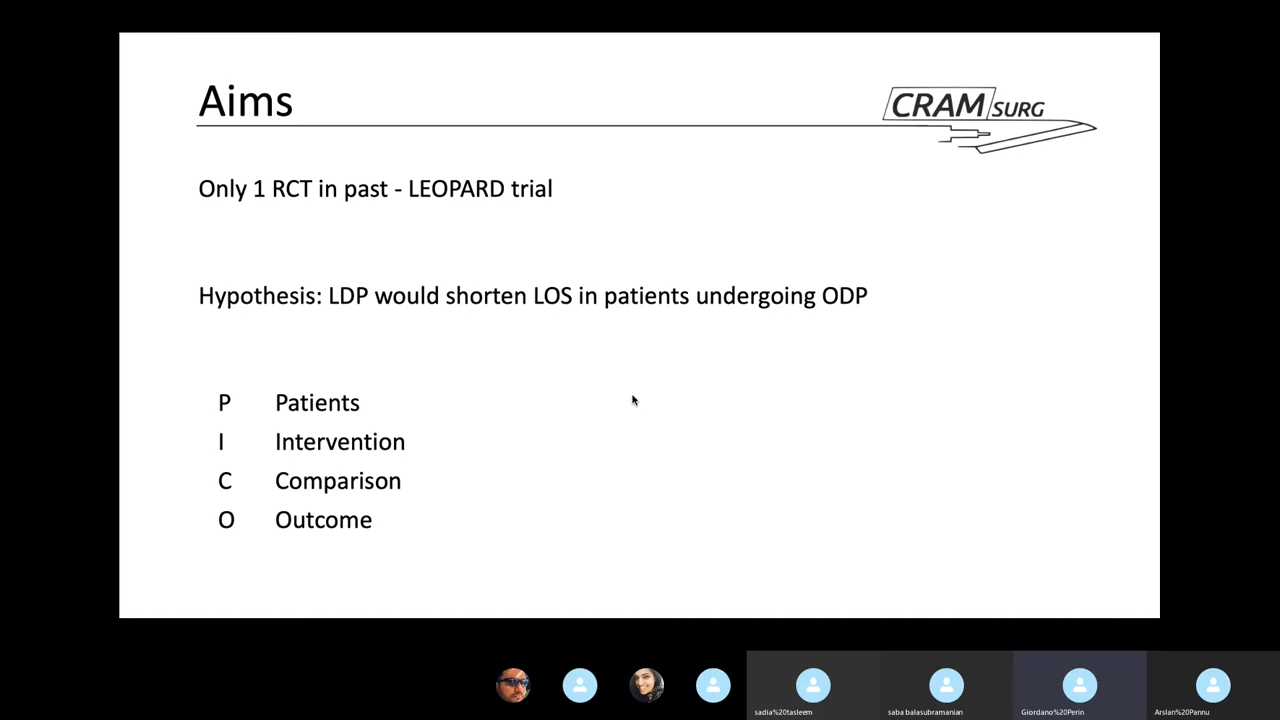 Aims
CRAM SURG
Only 1 RCT in past - LEOPARD trial
Hypothesis: LDP would shorten LOS in patients undergoing ODP
P Patients
I Intervention
C Comparison
O Outcome
sadia%20tasleem
saba balasubramanian
Giordano%20Perin
Arslan%20Pannu